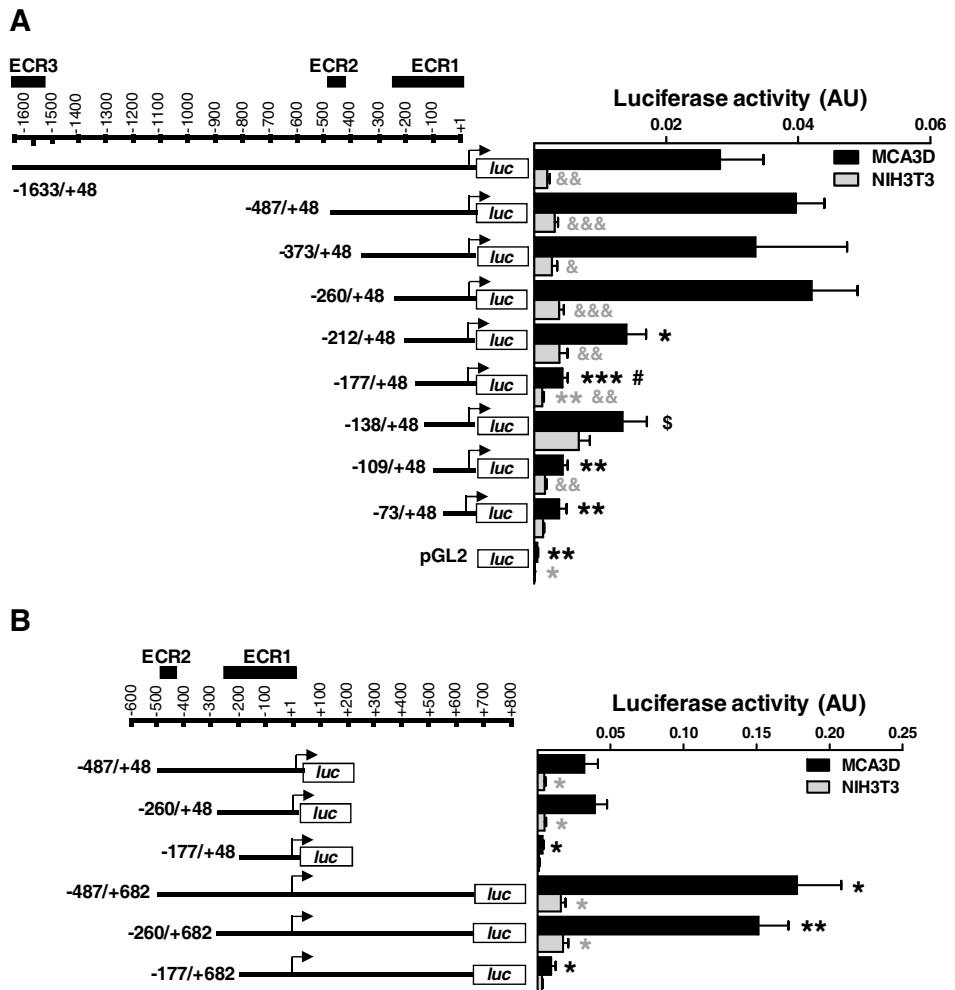 A
ECR3 ECR2 ECR1
-1600 -1500 -1400 -1300 -1200 -1100 -1000 -900 -800 -700 -600 -500 -400 -300 -200 -100 +1
Luciferase activity (AU)
0.02 0.04 0.06
MCA3D
NIH3T3
luc
-1633/+48
&&
-487/+48 luc
&&&
-373/+48 luc
&
-260/+48 luc
&&&
-212/+48 luc *
&&
-177/+48 luc *** #
** &&
-138/+48 luc $
-109/+48 luc **
&&
-73/+48 luc **
pGL2 luc **
*
B
ECR2 ECR1
-600 -500 -400 -300 -200 -100 +1 +100 +200 +300 +400 +500 +600 +700 +800
Luciferase activity (AU)
0.05 0.10 0.15 0.20 0.25
MCA3D
NIH3T3
-487/+48 luc
*
-260/+48 luc
*
-177/+48 luc *
-487/+682 luc *
*
-260/+682 luc **
*
-177/+682 luc *